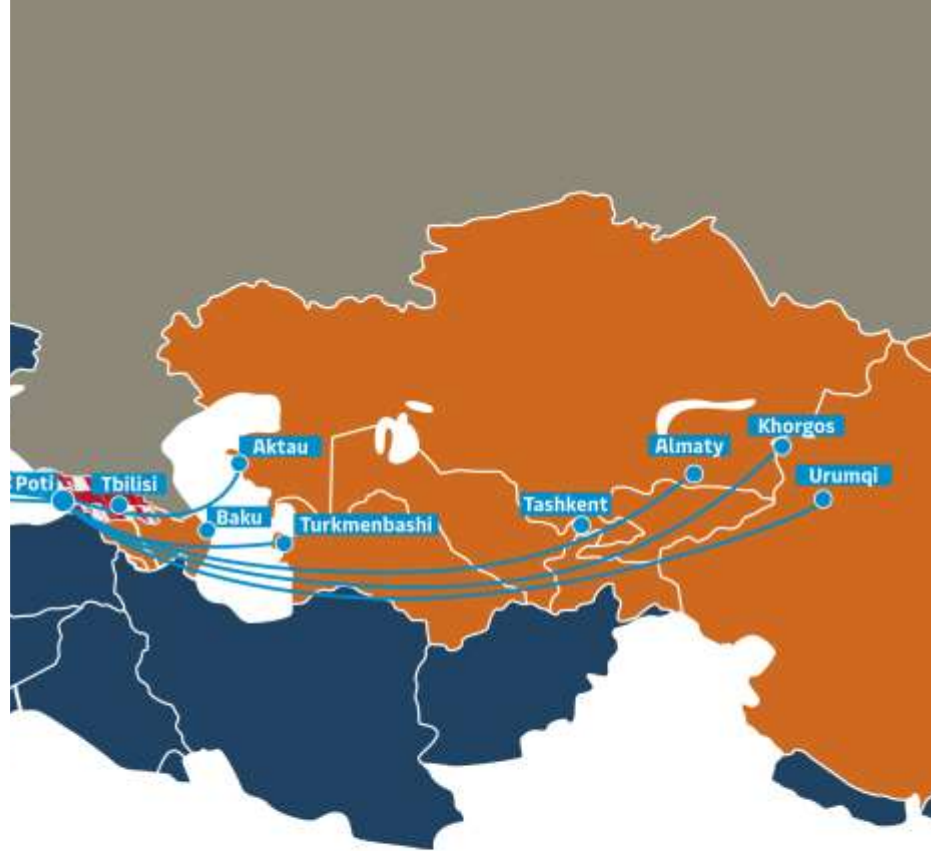 Poti
Tbilisi
Aktau
Baku
Turkmenbashi
Tashkent
Almaty
Khorgos
Urumqi